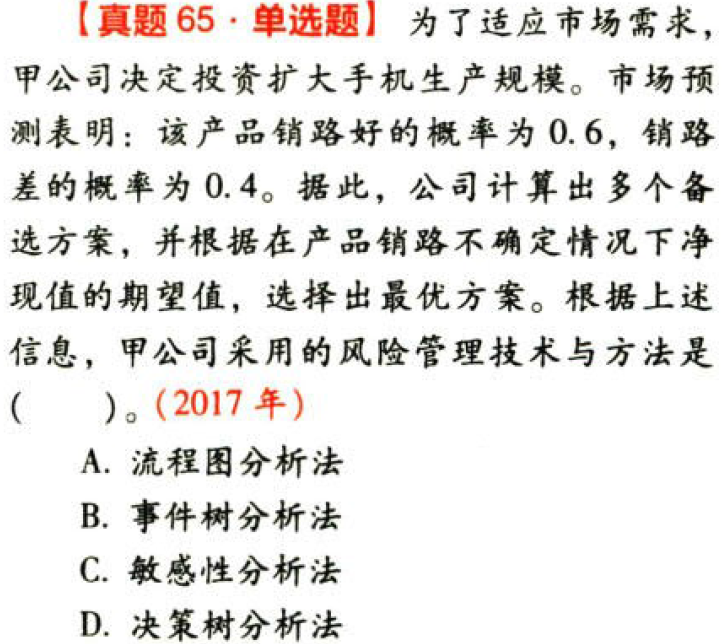 【真题 65·单选题】 为了适应市场需求，
甲公司决定投资扩大手机生产规模。市场预
测表明：该产品销路好的概率为 0.6，销路
差的概率为 0.4。据此，公司计算出多个备
选方案，并根据在产品销路不确定情况下净
现值的期望值，选择出最优方案。根据上述
信息，甲公司采用的风险管理技术与方法是
(　　)。(2017 年)
A. 流程图分析法
B. 事件树分析法
C. 敏感性分析法
D. 决策树分析法